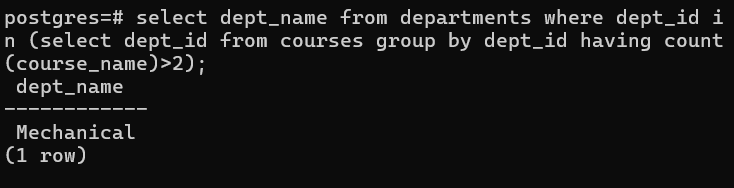 postgres=# select dept_name from departments where dept_id i
n (select dept_id from courses group by dept_id having count
(course_name)>2);
 dept_name
------------
 Mechanical
(1 row)